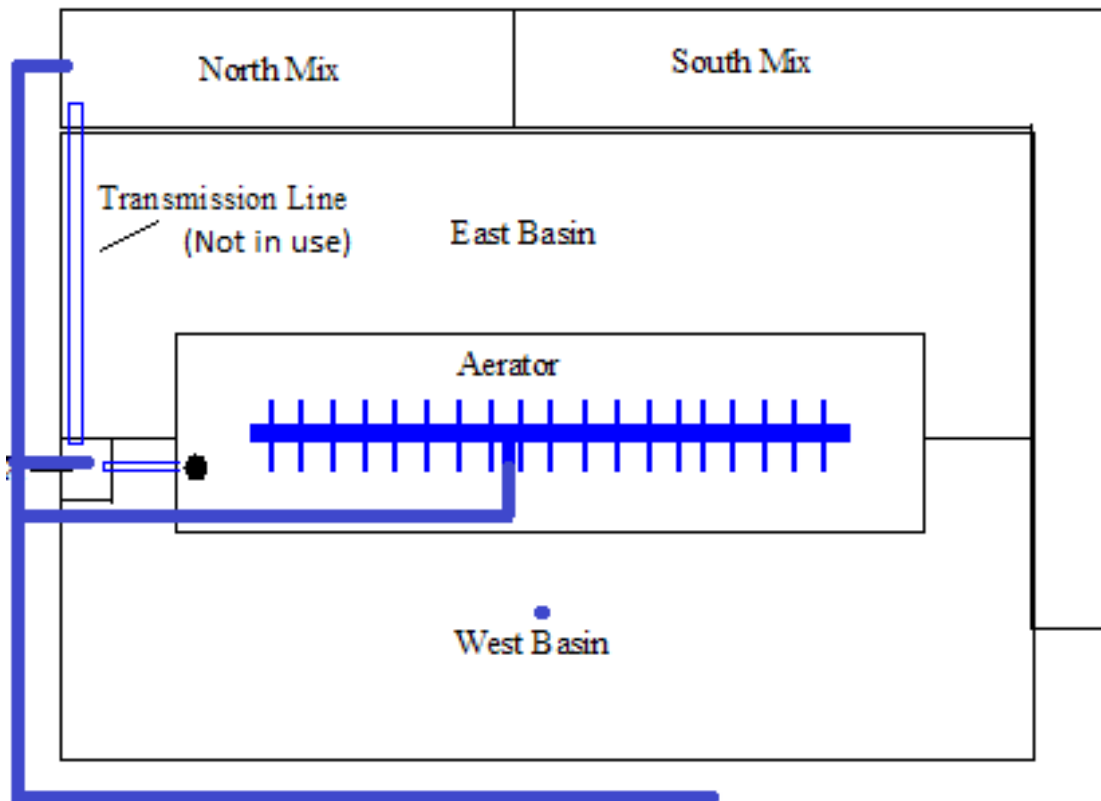 North Mix
South Mix
Transmission Line
(Not in use)
East Basin
Aerator
West Basin